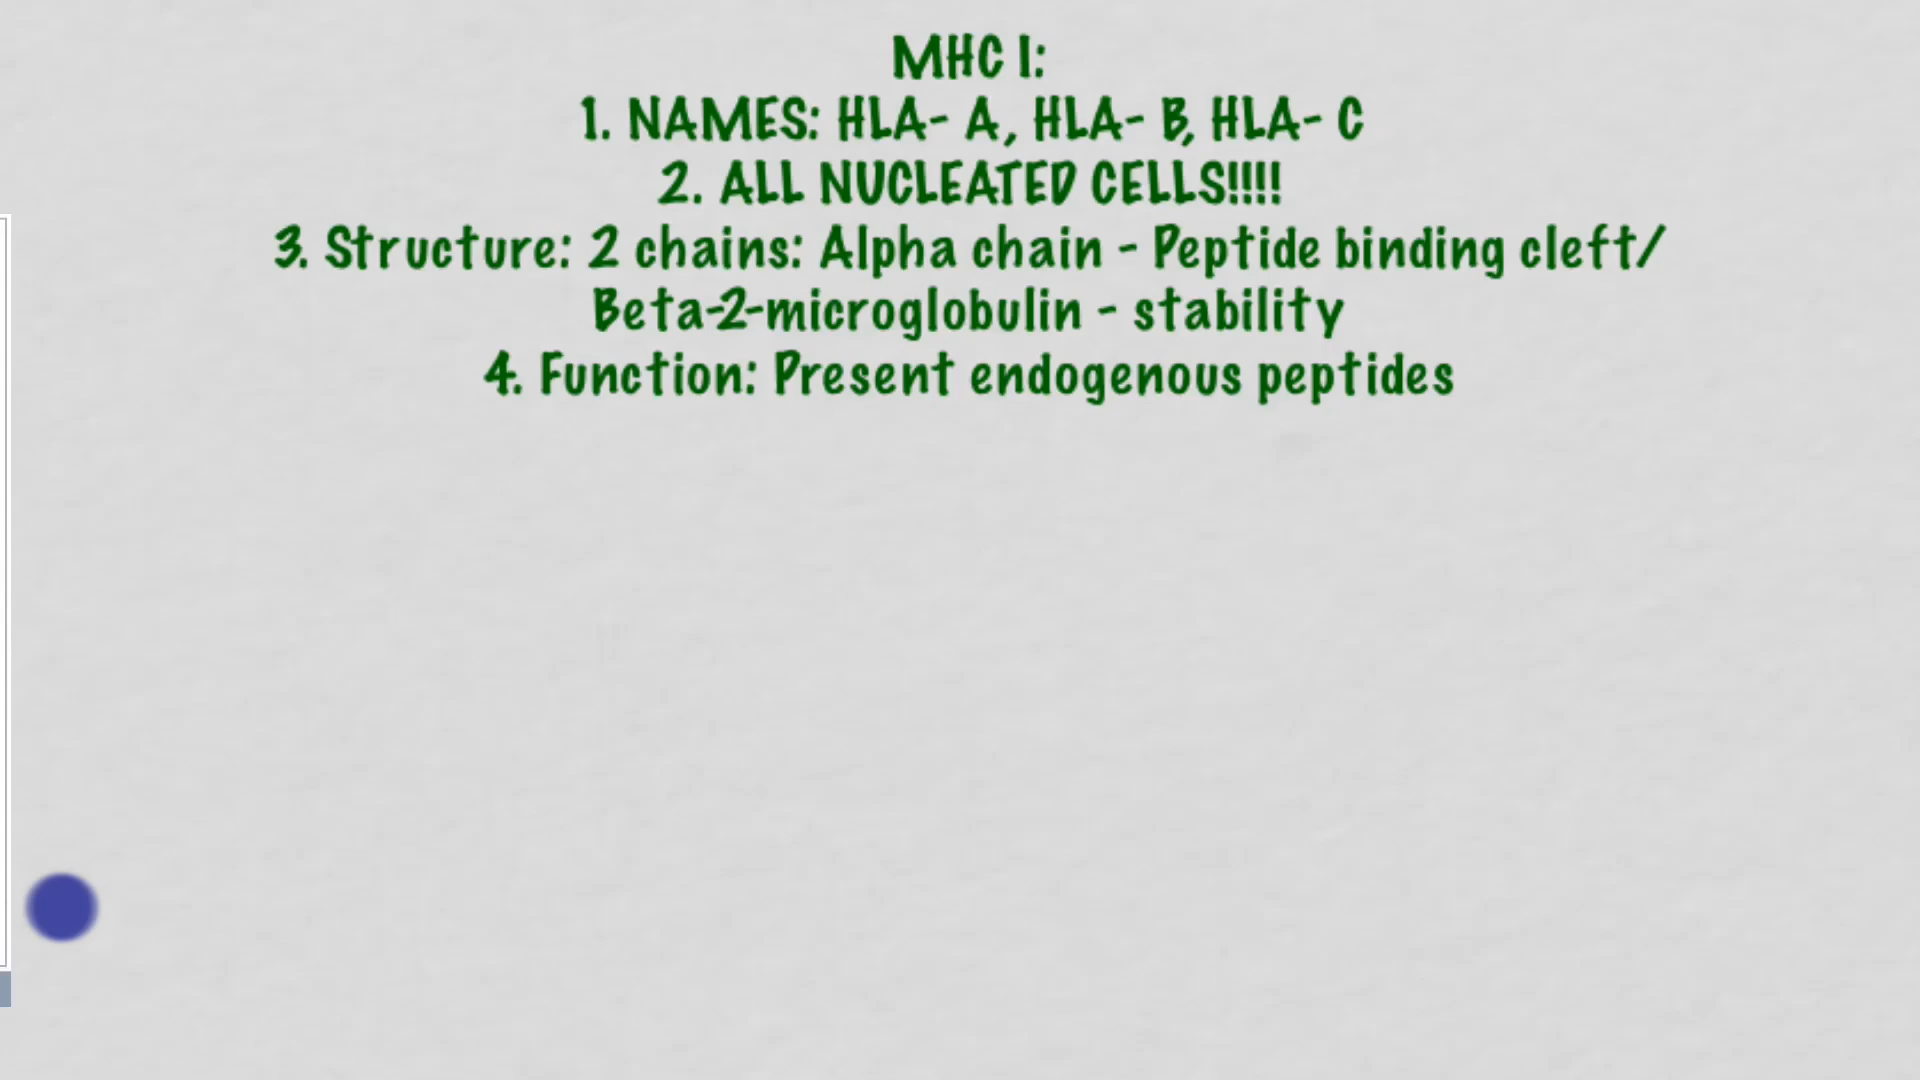 MHC I:
1. NAMES: HLA- A, HLA- B, HLA- C
2. ALL NUCLEATED CELLS!!!!
3. Structure: 2 chains: Alpha chain - Peptide binding cleft/
Beta-2-microglobulin - stability
4. Function: Present endogenous peptides